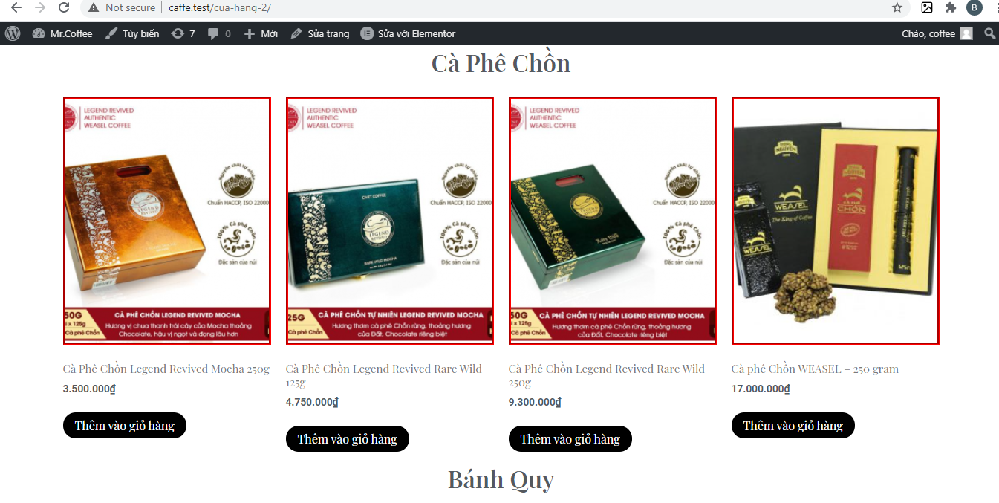 Not secure | caffe.test/cua-hang-2/
B
Mr.Coffee Tùy biến 7 0 Mới Sửa trang Sửa với Elementor Chào, coffee
Cà Phê Chồn
LEGEND REVIVED
AUTHENTIC
WEASEL COFFEE
Nguyên chất tự nhiên
Chuẩn HACCP, ISO 22000
LEGEND
REVIVED
100% Cà phê Chồn
Đặc sản của núi
50G
i x 125g
Cà phê Chồn
CÀ PHÊ CHỒN LEGEND REVIVED MOCHA
Hương vị chua thanh trái cây của Mocha thoảng
Chocolate, hậu vị ngọt và đọng lâu hơn
LEGEND REVIVED
AUTHENTIC
WEASEL COFFEE
Nguyên chất tự nhiên
Chuẩn HACCP, ISO 22000
CIVET COFFEE
LEGEND
REVIVED
RARE WILD MOCHA
100% Cà phê Chồn
Đặc sản của núi
25G
Cà phê Chồn
CÀ PHÊ CHỒN TỰ NHIÊN LEGEND REVIVED MOCHA
Hương thơm cà phê Chồn rừng, thoảng hương
của Đất, Chocolate riêng biệt
LEGEND REVIVED
AUTHENTIC
WEASEL COFFEE
Nguyên chất tự nhiên
Chuẩn HACCP, ISO 22000
LEGEND
REVIVED
Rare Wild
100% Cà phê Chồn
Đặc sản của núi
50G
i x 125g
Cà phê Chồn
CÀ PHÊ CHỒN TỰ NHIÊN LEGEND REVIVED MOCHA
Hương thơm cà phê Chồn rừng, thoảng hương
của Đất, Chocolate riêng biệt
TRUNG
NGUYÊN
WEASEL
The King of Coffee
WEASEL
TRUNG
NGUYÊN
CÀ PHÊ
CHỒN
Cà Phê Chồn Legend Revived Mocha 250g
3.500.000₫
Thêm vào giỏ hàng
Cà Phê Chồn Legend Revived Rare Wild
125g
4.750.000₫
Thêm vào giỏ hàng
Cà Phê Chồn Legend Revived Rare Wild
250g
9.300.000₫
Thêm vào giỏ hàng
Cà phê Chồn WEASEL – 250 gram
17.000.000₫
Thêm vào giỏ hàng
Bánh Quy